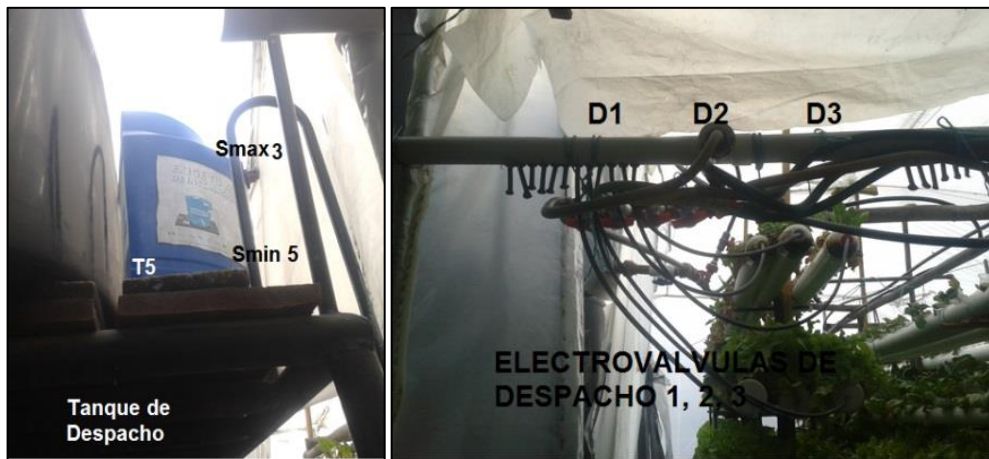 Smax 3
Smin 5
T5
Tanque de
Despacho
D1 D2 D3
ELECTROVALVULAS DE
DESPACHO 1, 2, 3